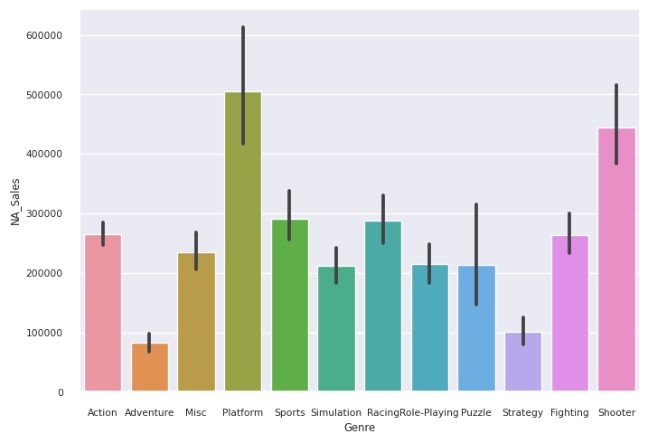 600000
500000
400000
300000
200000
100000
0
NA_Sales
Action Adventure Misc Platform Sports Simulation Racing Role-Playing Puzzle Strategy Fighting Shooter
Genre